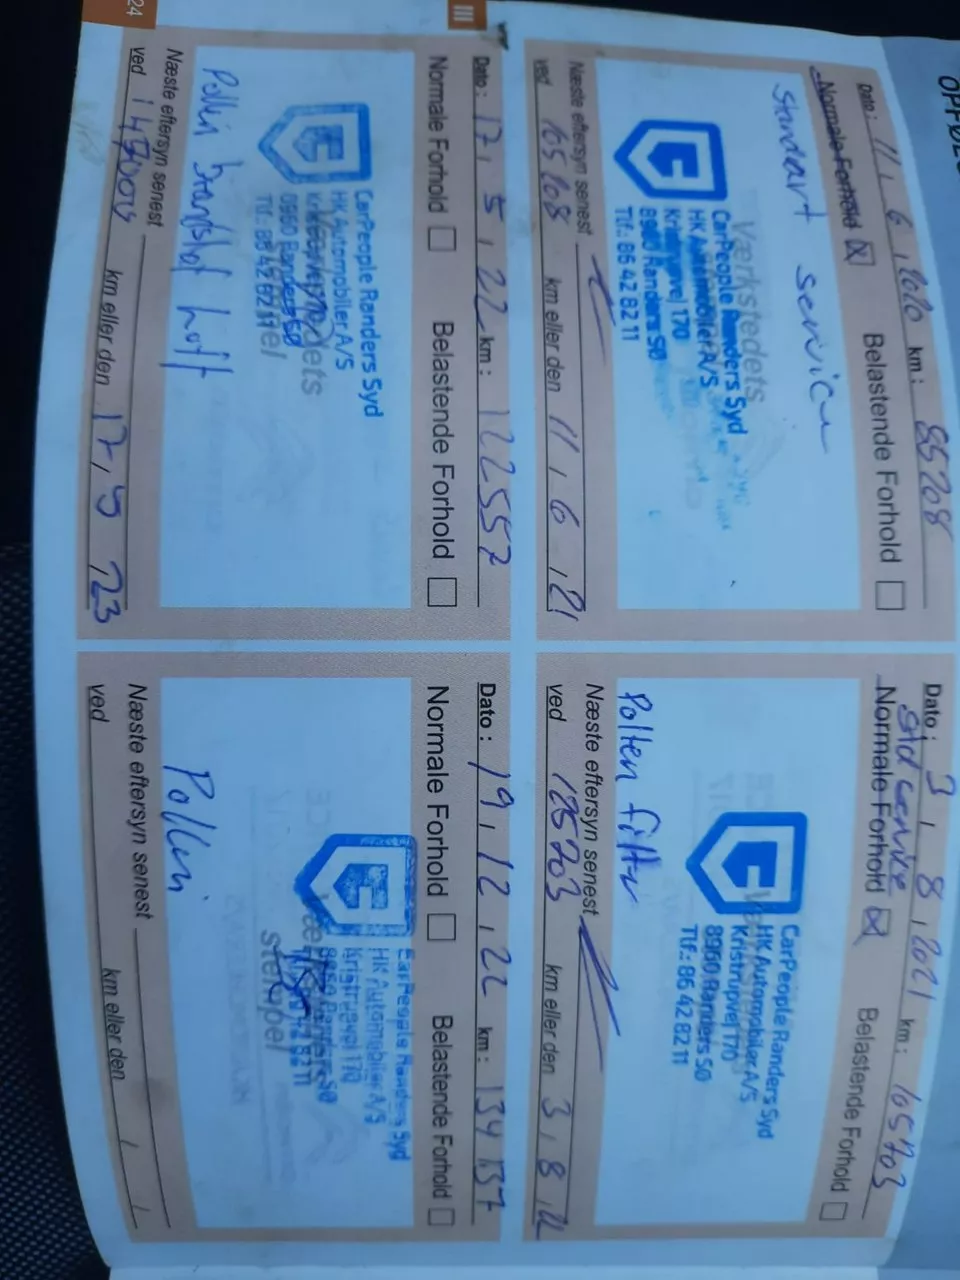 Dato: 11, 6, 2020 km: 85208
Normale Forhold ☒ Belastende Forhold ☐
Standart service
Værkstedets
CarPeople Randers Syd
HK Automobiler A/S
Kristrupvej 170
8960 Randers SØ
Tlf.: 86 42 82 11
Næste eftersyn senest
ved 105208 km eller den 11, 6, 21
Dato: 3, 8, 2021 km: 105703
std service
Normale Forhold ☒ Belastende Forhold ☐
CarPeople Randers Syd
HK Automobiler A/S
Kristrupvej 170
8960 Randers SØ
Tlf.: 86 42 82 11
Pollen filter
Næste eftersyn senest
ved 125703 km eller den 3, 8, 22
III
Dato: 17, 5, 22 km: 122557
Normale Forhold ☐ Belastende Forhold ☐
CarPeople Randers Syd
HK Automobiler A/S
Værkstedets
8960 Randers SØ
Tlf.: 86 42 82 11
Pollen
Næste eftersyn senest
ved km eller den 17, 5 23
24
Dato: 19, 12, 22 km: 134137
Normale Forhold ☐ Belastende Forhold ☐
CarPeople Randers Syd
HK Automobiler A/S
Kristrupvej 170
8960 Randers SØ
stempel
Pollen
Næste eftersyn senest
ved km eller den / /